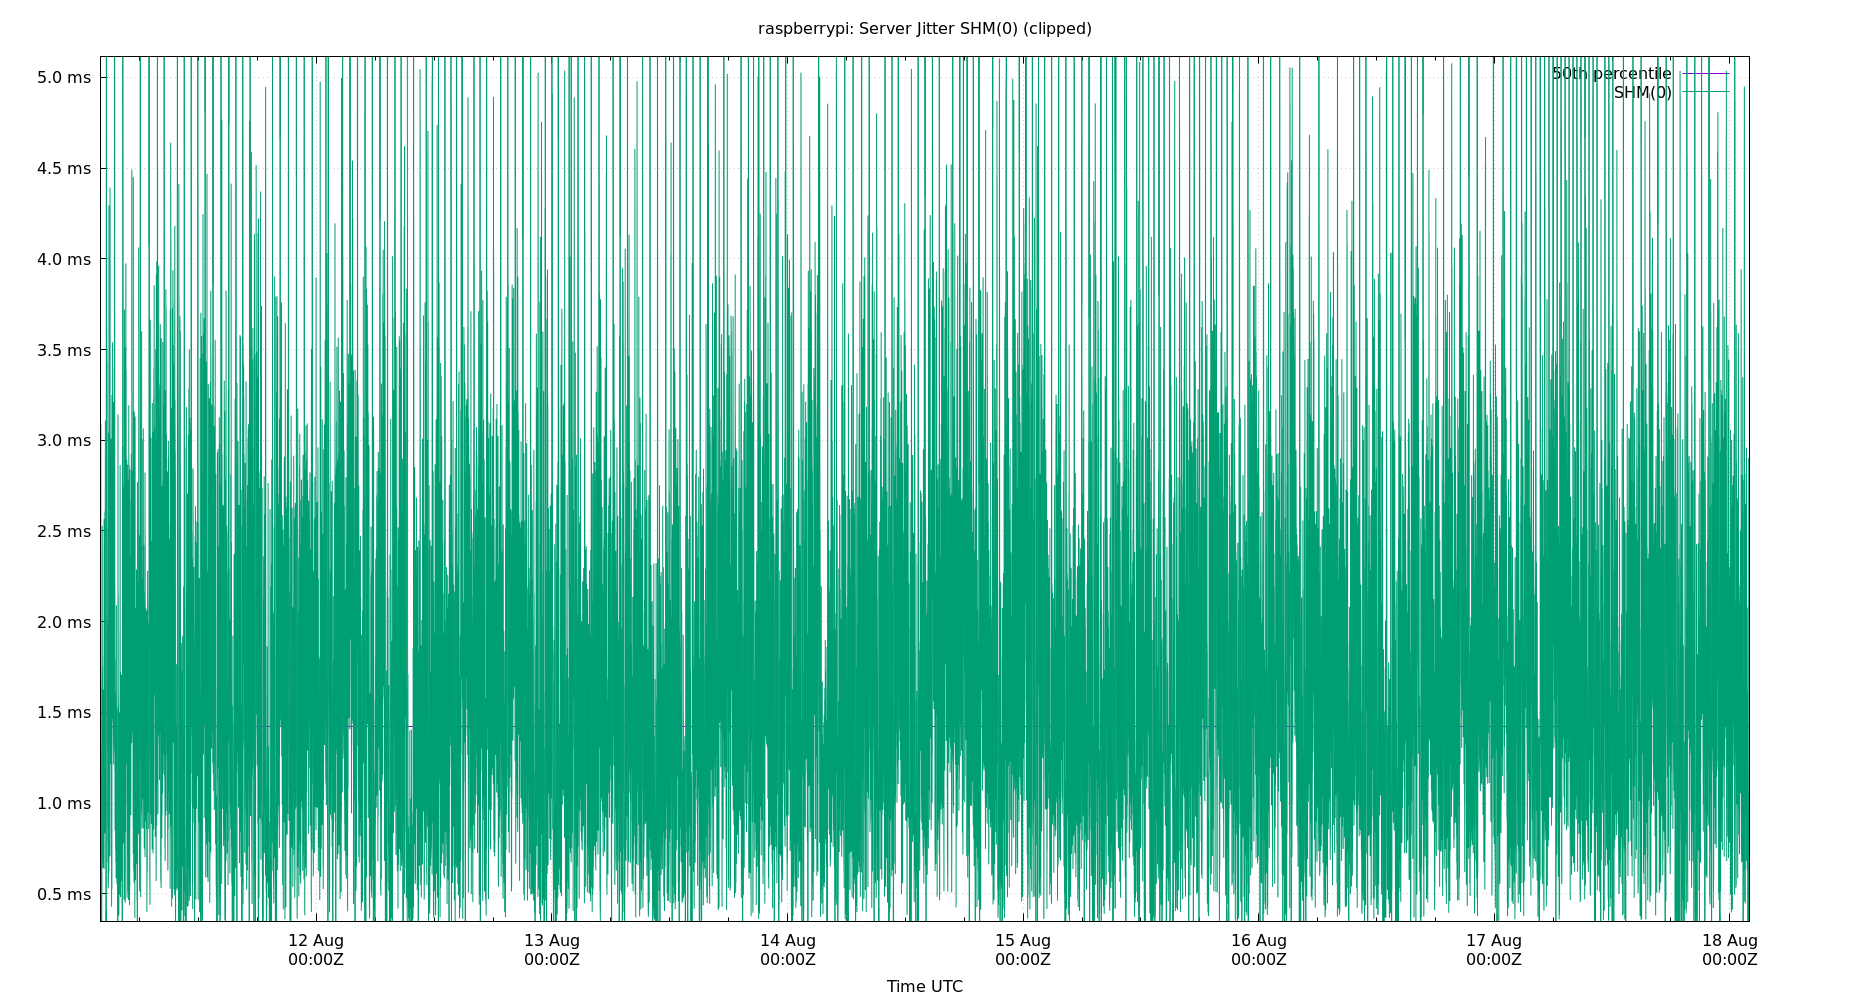 raspberrypi: Server Jitter SHM(0) (clipped)
50th percentile
SHM(0)
5.0 ms
4.5 ms
4.0 ms
3.5 ms
3.0 ms
2.5 ms
2.0 ms
1.5 ms
1.0 ms
0.5 ms
12 Aug
00:00Z
13 Aug
00:00Z
14 Aug
00:00Z
15 Aug
00:00Z
16 Aug
00:00Z
17 Aug
00:00Z
18 Aug
00:00Z
Time UTC